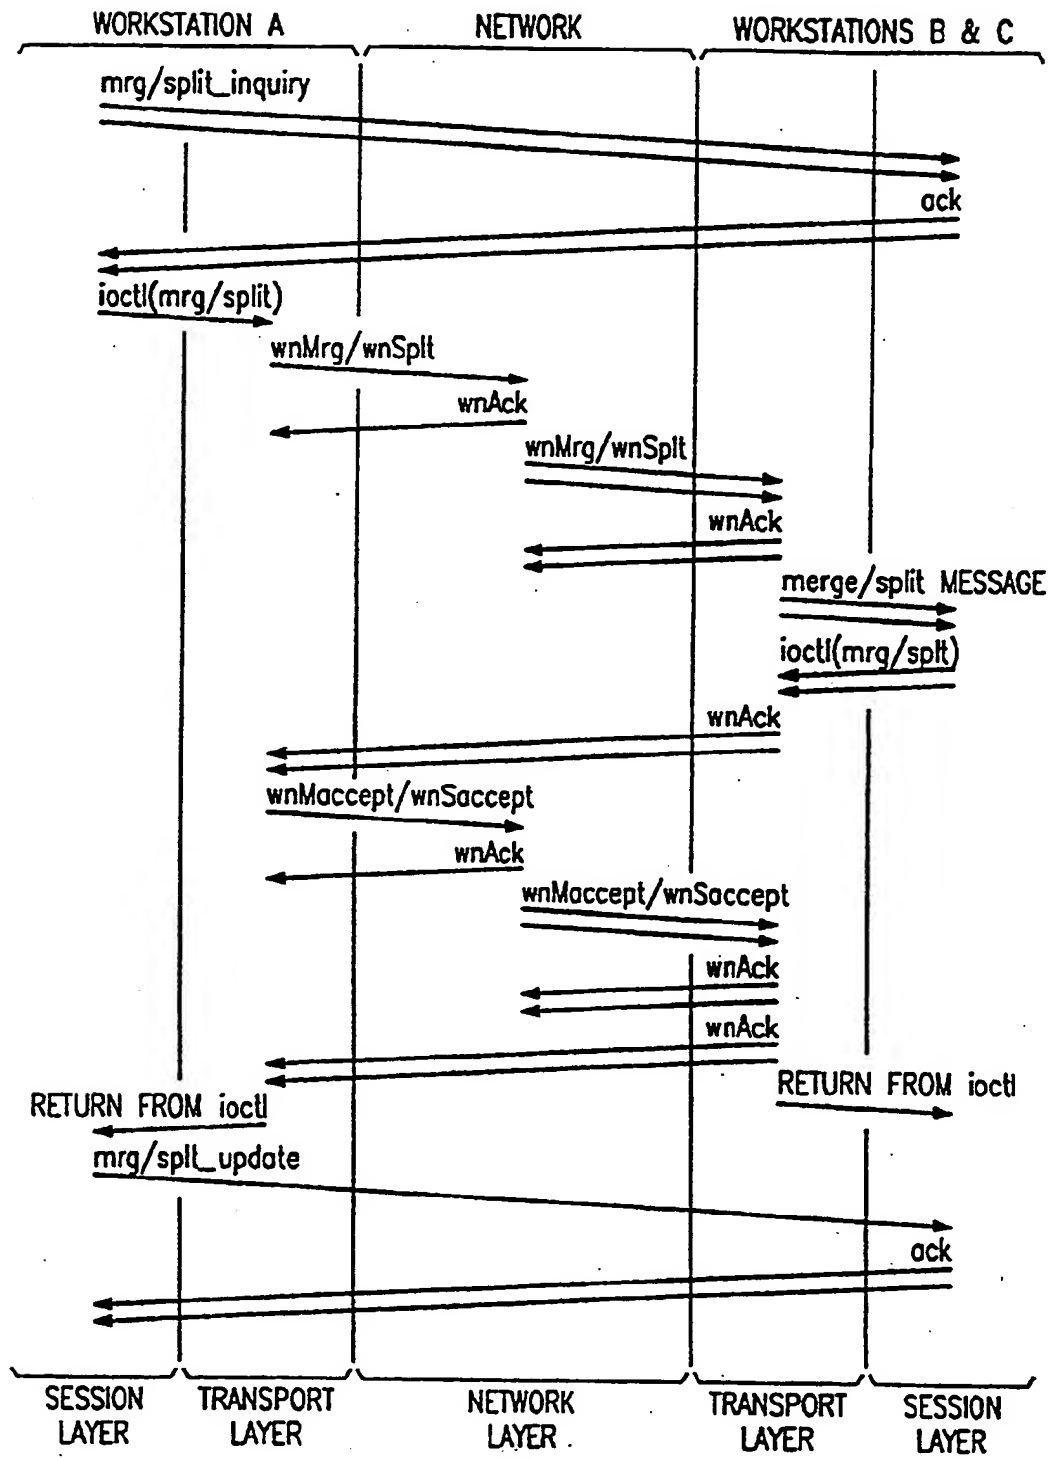 WORKSTATION A
NETWORK
WORKSTATIONS B & C
mrg/split_inquiry
ack
ioctl(mrg/split)
wnMrg/wnSplt
wnAck
wnMrg/wnSplt
wnAck
merge/split MESSAGE
ioctl(mrg/splt)
wnAck
wnMaccept/wnSaccept
wnAck
wnMaccept/wnSaccept
wnAck
wnAck
RETURN FROM ioctl
RETURN FROM ioctl
mrg/splt_update
ack
SESSION LAYER
TRANSPORT LAYER
NETWORK LAYER
TRANSPORT LAYER
SESSION LAYER